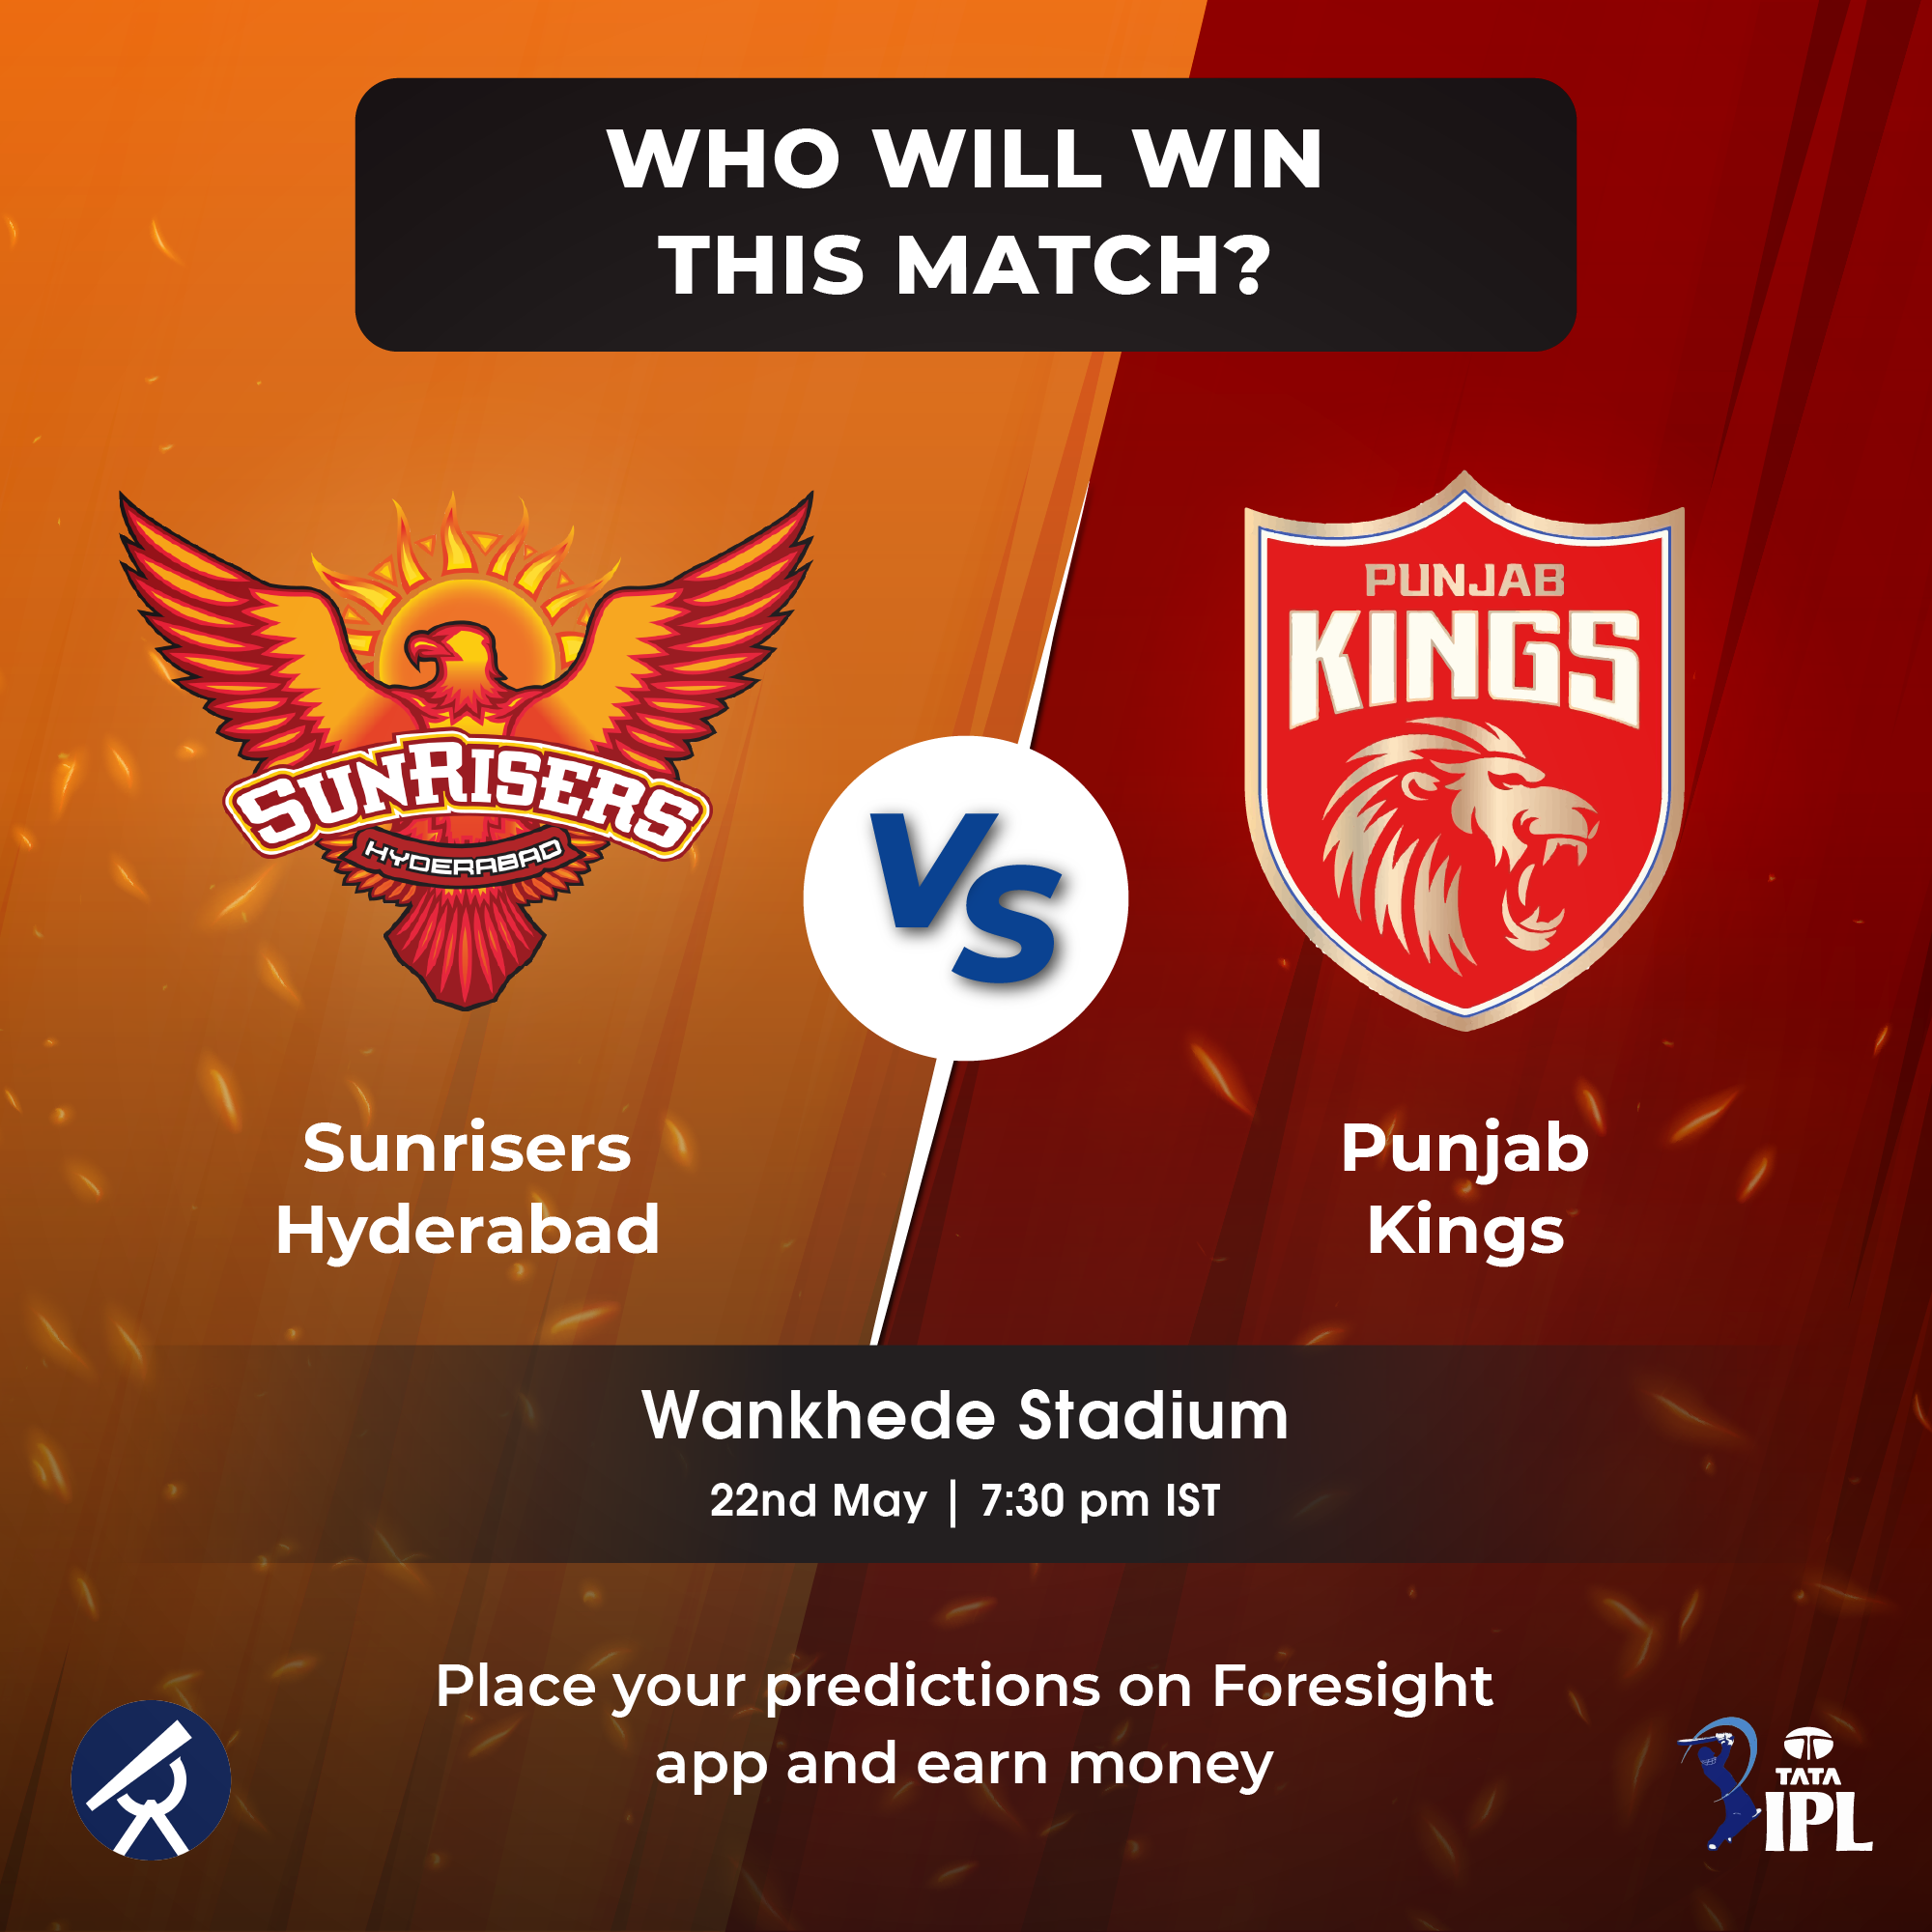 WHO WILL WIN
THIS MATCH?
SUNRISERS
HYDERABAD
PUNJAB
KINGS
VS
Sunrisers
Hyderabad
Punjab
Kings
Wankhede Stadium
22nd May | 7:30 pm IST
Place your predictions on Foresight
app and earn money
TATA
IPL